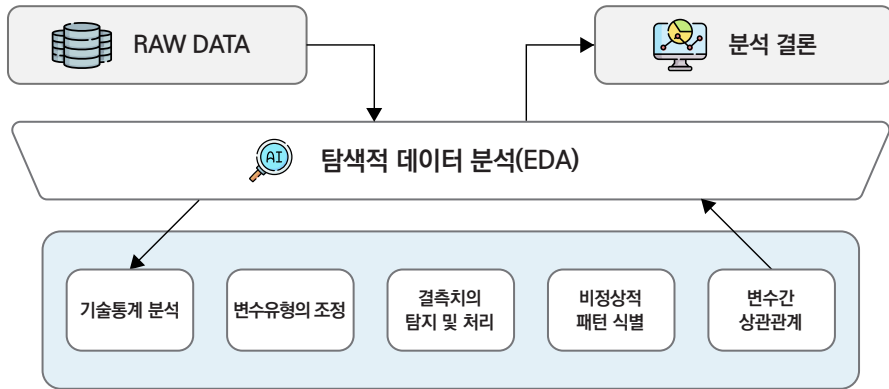 RAW DATA
분석 결론
AI
탐색적 데이터 분석(EDA)
기술통계 분석
변수유형의 조정
결측치의
탐지 및 처리
비정상적
패턴 식별
변수간
상관관계